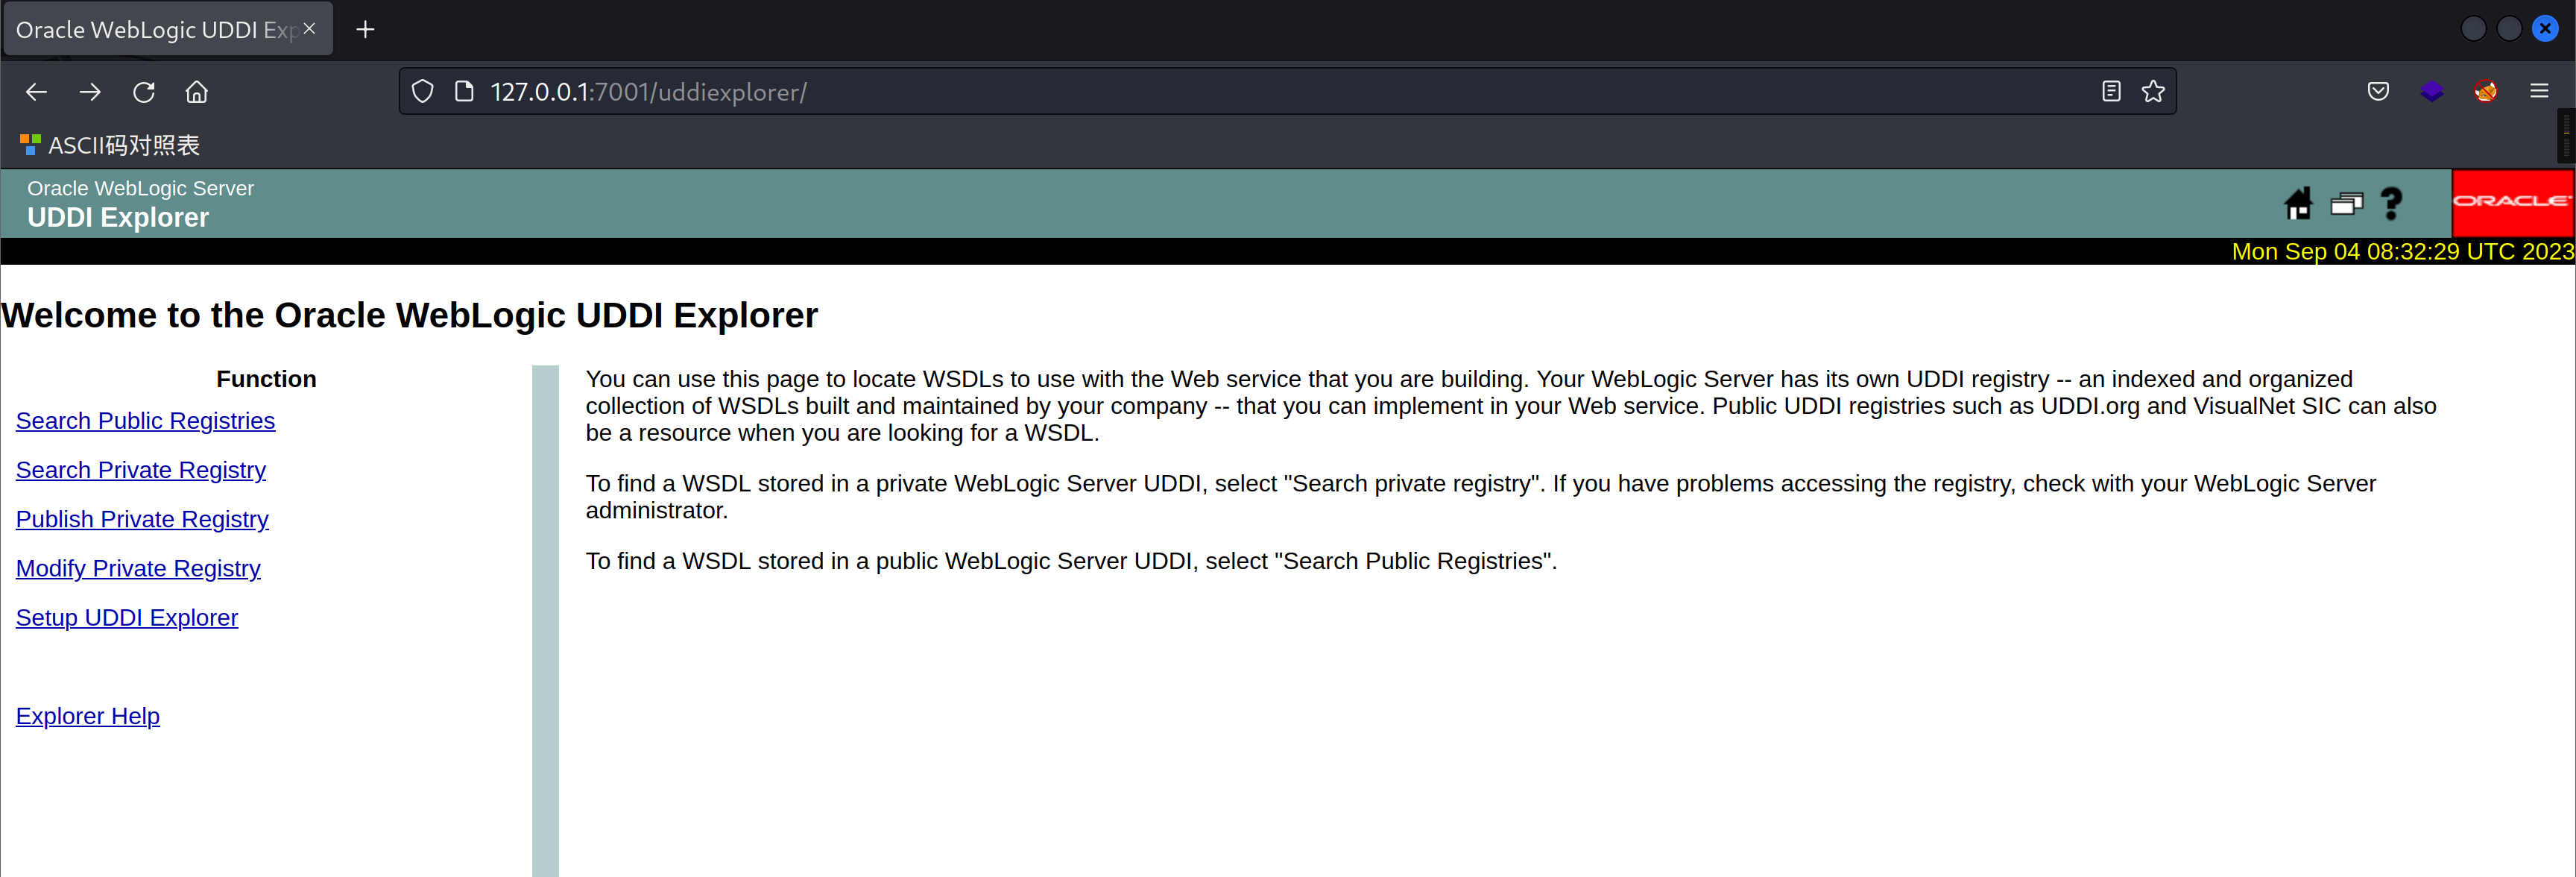 Oracle WebLogic UDDI Exp
127.0.0.1:7001/uddiexplorer/
ASCII码对照表
Oracle WebLogic Server
UDDI Explorer
ORACLE
Mon Sep 04 08:32:29 UTC 2023
Welcome to the Oracle WebLogic UDDI Explorer
Function
Search Public Registries
Search Private Registry
Publish Private Registry
Modify Private Registry
Setup UDDI Explorer
Explorer Help
You can use this page to locate WSDLs to use with the Web service that you are building. Your WebLogic Server has its own UDDI registry -- an indexed and organized
collection of WSDLs built and maintained by your company -- that you can implement in your Web service. Public UDDI registries such as UDDI.org and VisualNet SIC can also
be a resource when you are looking for a WSDL.
To find a WSDL stored in a private WebLogic Server UDDI, select "Search private registry". If you have problems accessing the registry, check with your WebLogic Server
administrator.
To find a WSDL stored in a public WebLogic Server UDDI, select "Search Public Registries".